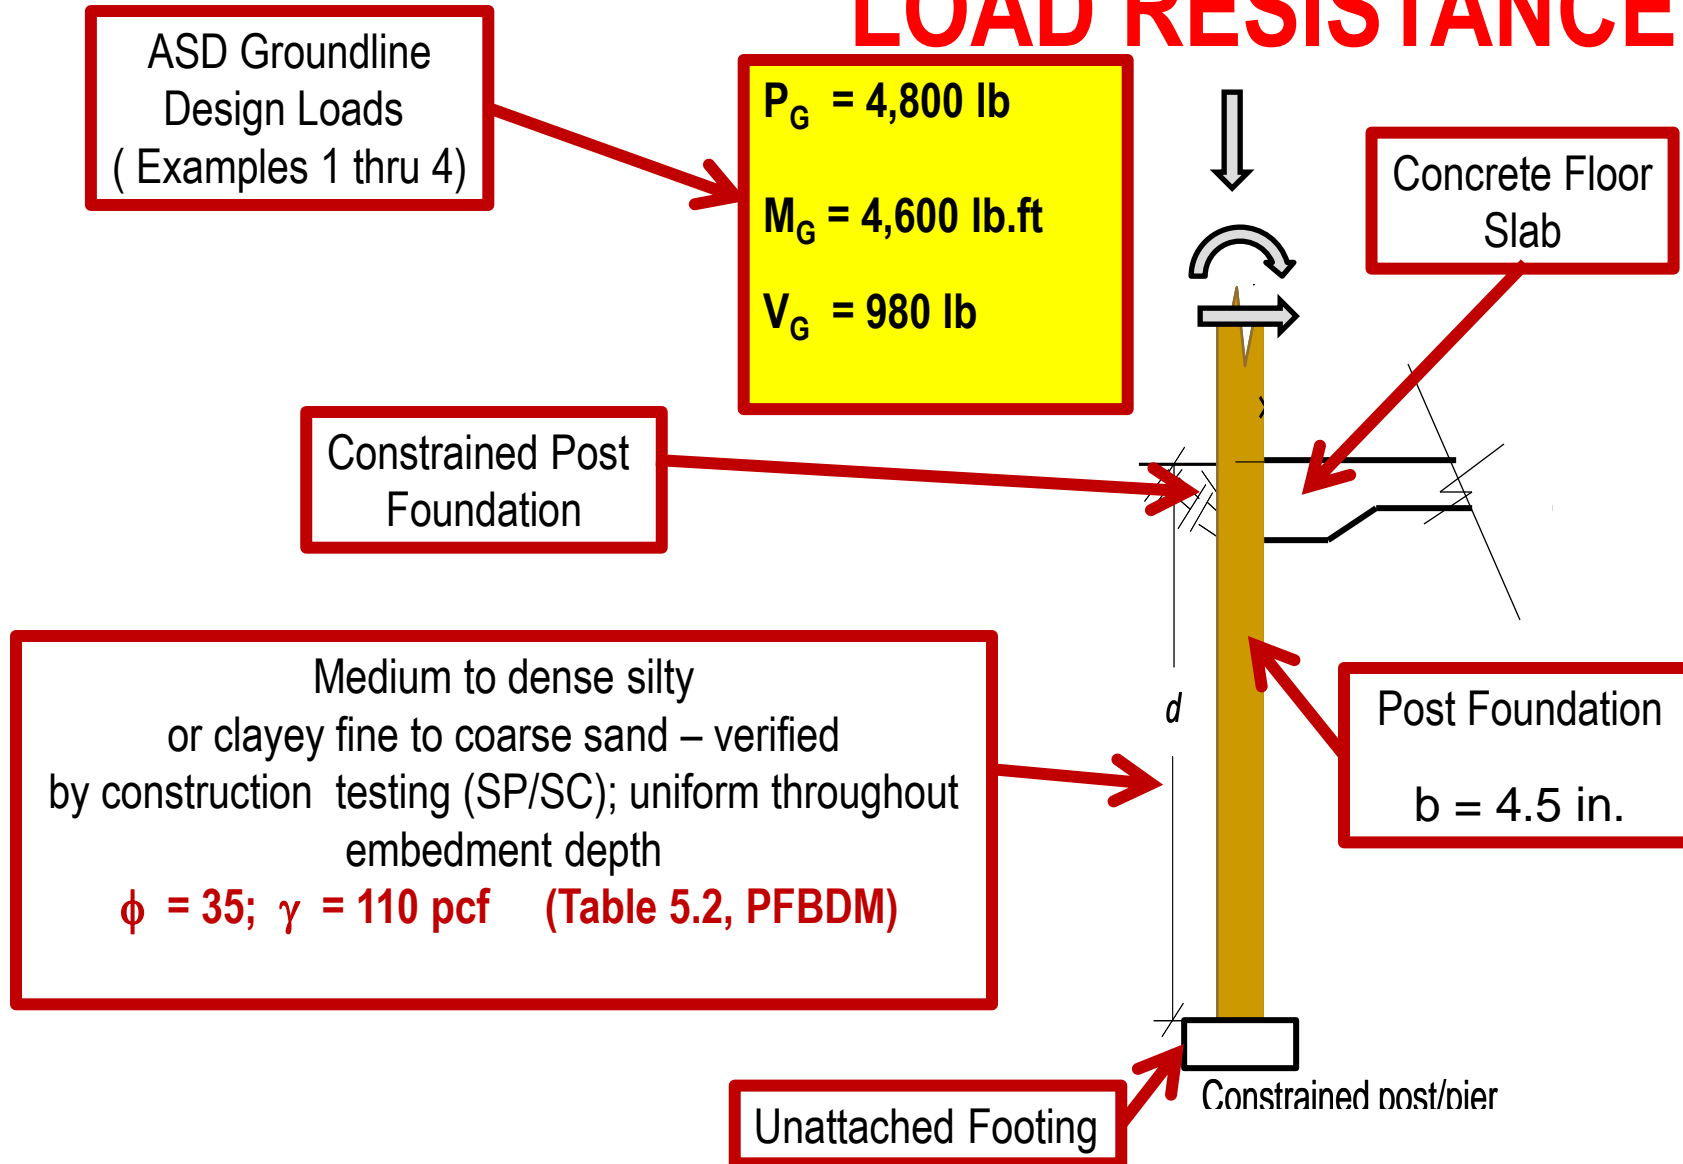 LOAD RESISTANCE
ASD Groundline
Design Loads
( Examples 1 thru 4)
P_G = 4,800 lb
M_G = 4,600 lb.ft
V_G = 980 lb
Concrete Floor
Slab
Constrained Post
Foundation
Medium to dense silty
or clayey fine to coarse sand – verified
by construction testing (SP/SC); uniform throughout
embedment depth
ϕ = 35; γ = 110 pcf (Table 5.2, PFBDM)
d
Post Foundation
b = 4.5 in.
Unattached Footing
Constrained post/pier